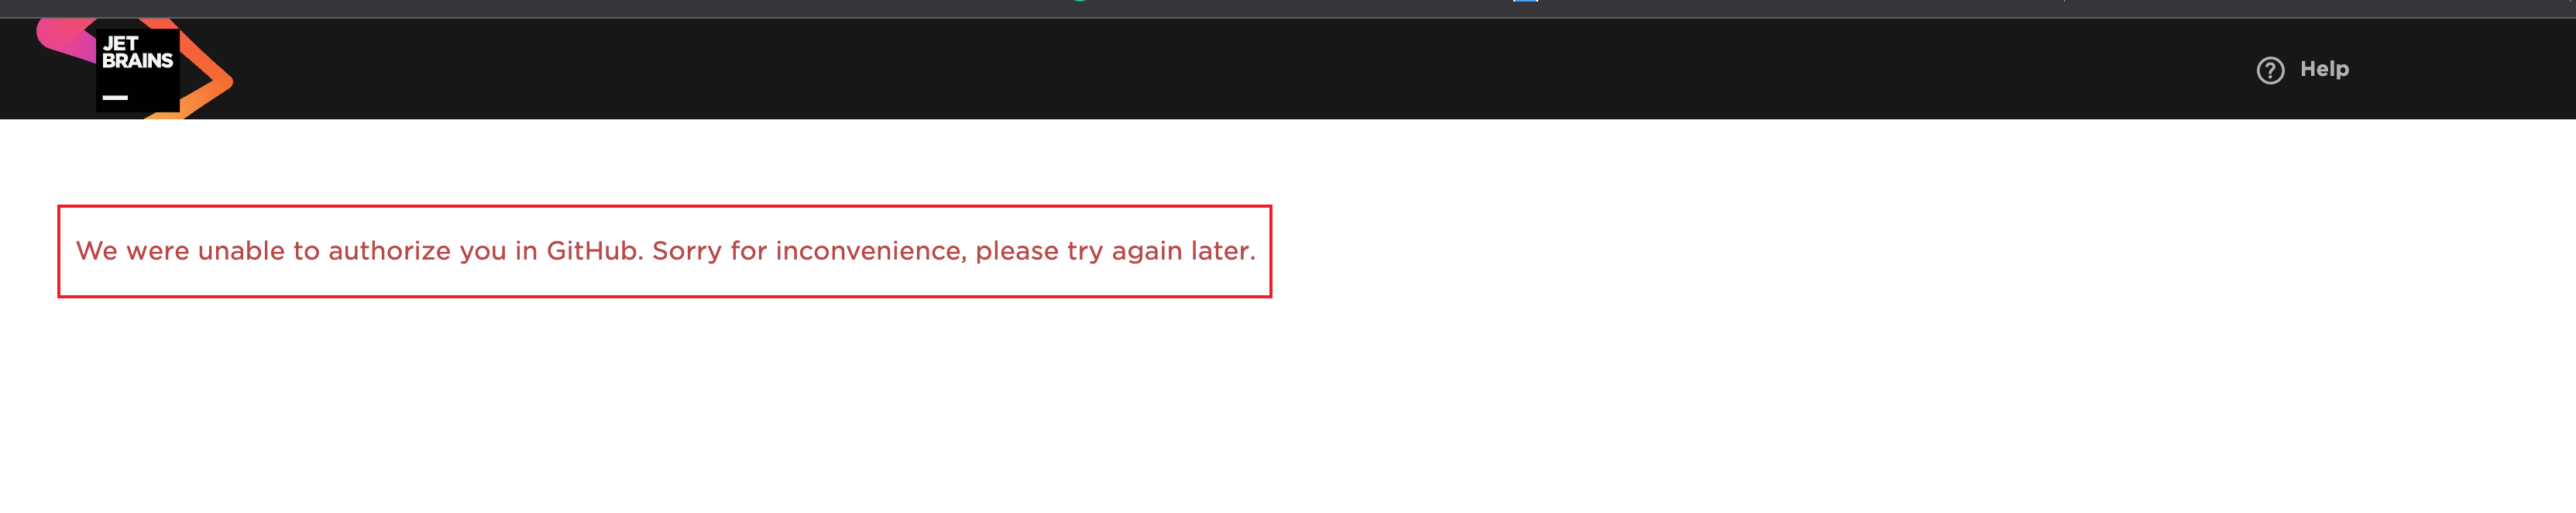 JET
BRAINS
Help
We were unable to authorize you in GitHub. Sorry for inconvenience, please try again later.